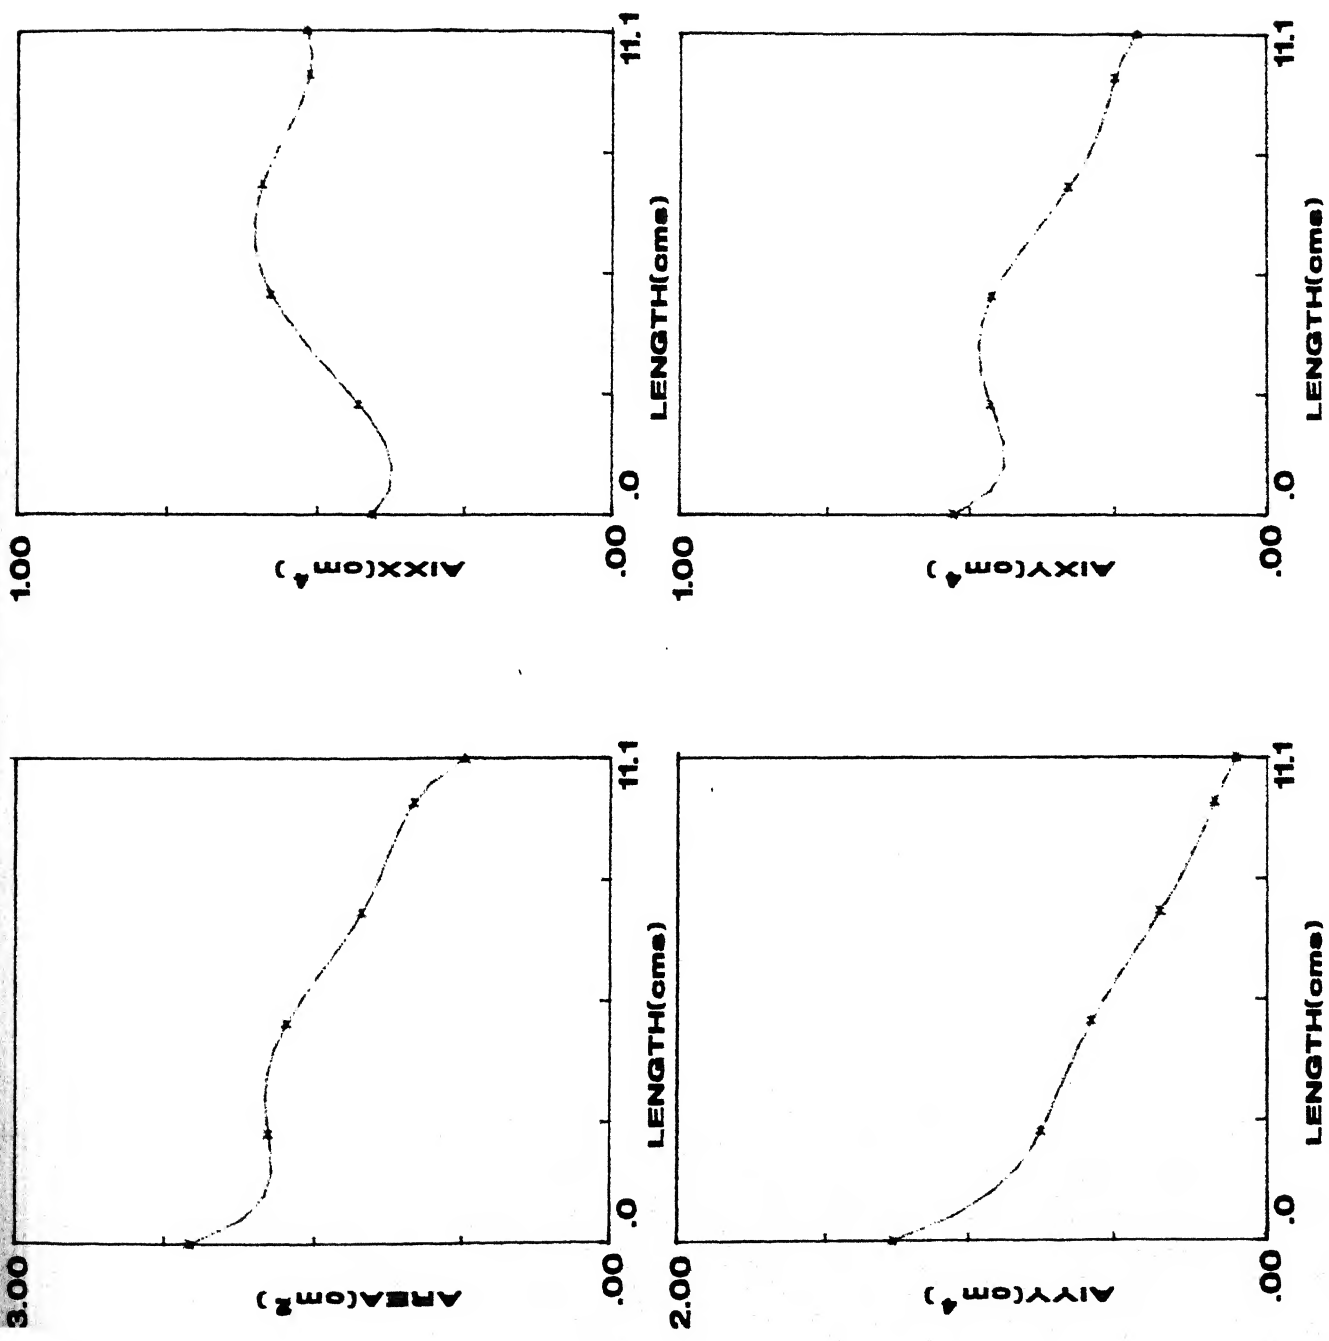 3.00
AREA(cm²)
.00
.0
11.1
LENGTH(cms)
1.00
AIXX(cm⁴)
.00
.0
11.1
LENGTH(cms)
2.00
AIYY(cm⁴)
.00
.0
11.1
LENGTH(cms)
1.00
AIXY(cm⁴)
.00
.0
11.1
LENGTH(cms)